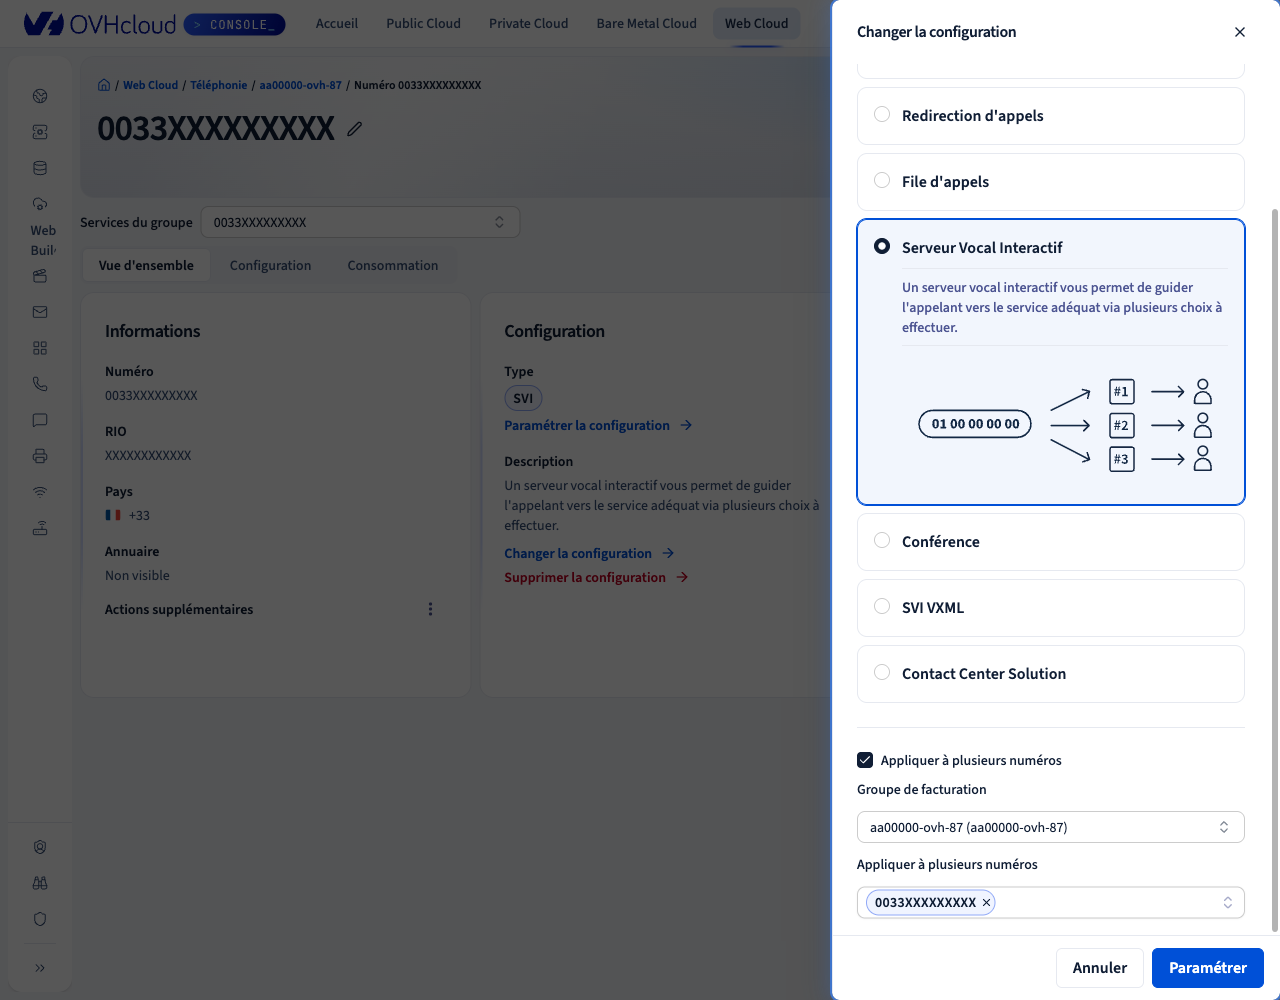 OVHcloud
> CONSOLE_
Accueil
Public Cloud
Private Cloud
Bare Metal Cloud
Web Cloud
/ Web Cloud / Téléphonie / aa00000-ovh-87 / Numéro 0033XXXXXXXXX
0033XXXXXXXXX
Services du groupe
0033XXXXXXXXX
Web
Buil
Vue d'ensemble
Configuration
Consommation
Informations
Numéro
0033XXXXXXXXX
RIO
XXXXXXXXXXXX
Pays
+33
Annuaire
Non visible
Actions supplémentaires
Configuration
Type
SVI
Paramétrer la configuration
Description
Un serveur vocal interactif vous permet de guider
l'appelant vers le service adéquat via plusieurs choix à
effectuer.
Changer la configuration
Supprimer la configuration
Changer la configuration
Redirection d'appels
File d'appels
Serveur Vocal Interactif
Un serveur vocal interactif vous permet de guider
l'appelant vers le service adéquat via plusieurs choix à
effectuer.
01 00 00 00 00
#1
#2
#3
Conférence
SVI VXML
Contact Center Solution
Appliquer à plusieurs numéros
Groupe de facturation
aa00000-ovh-87 (aa00000-ovh-87)
Appliquer à plusieurs numéros
0033XXXXXXXXX
Annuler
Paramétrer